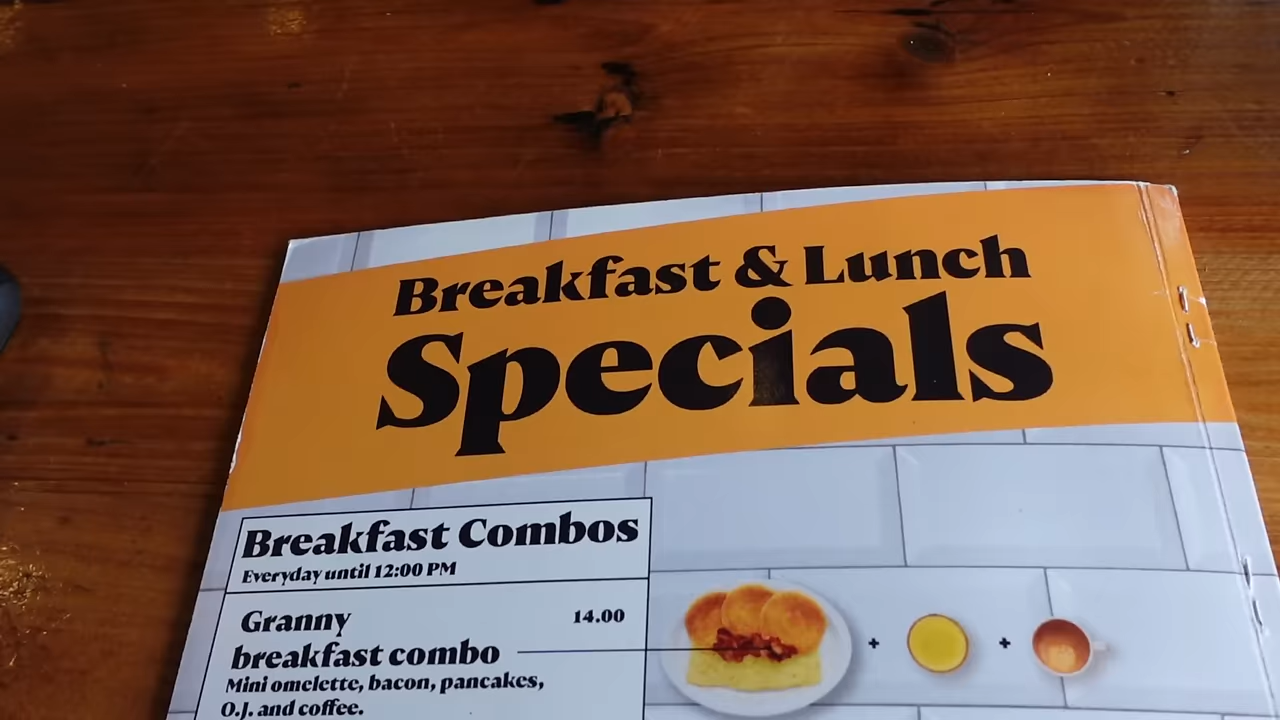 Breakfast & Lunch
Specials
Breakfast Combos
Everyday until 12:00 PM
Granny 14.00
breakfast combo
Mini omelette, bacon, pancakes,
O.J. and coffee.
+ +